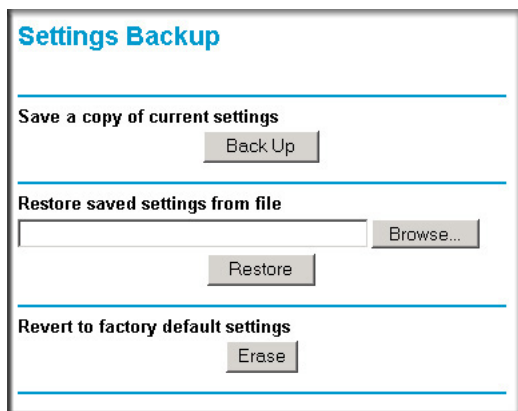 Settings Backup
Save a copy of current settings
Back Up
Restore saved settings from file
Browse...
Restore
Revert to factory default settings
Erase